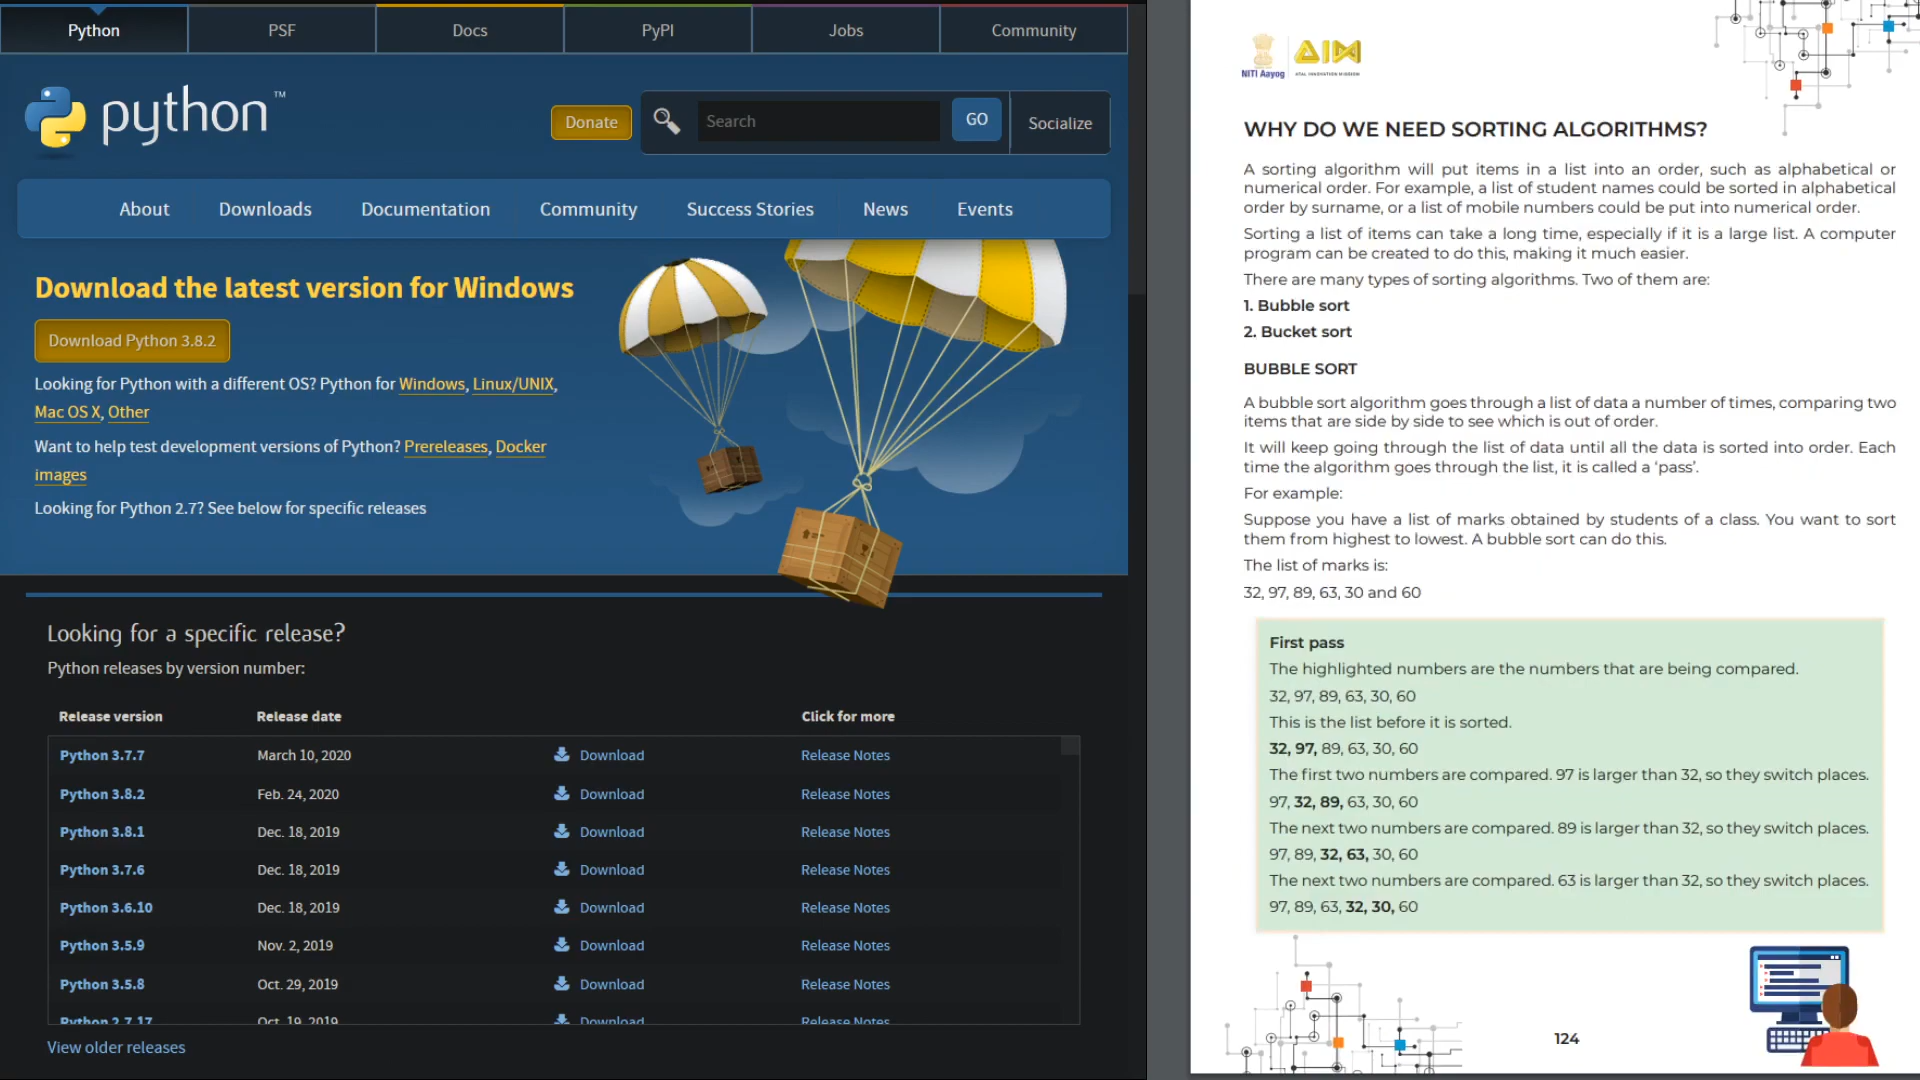 Python
PSF
Docs
PyPI
Jobs
Community
python™
Donate
Search
GO
Socialize
About
Downloads
Documentation
Community
Success Stories
News
Events
Download the latest version for Windows
Download Python 3.8.2
Looking for Python with a different OS? Python for Windows, Linux/UNIX,
Mac OS X, Other
Want to help test development versions of Python? Prereleases, Docker
images
Looking for Python 2.7? See below for specific releases
Looking for a specific release?
Python releases by version number:
Release version Release date Click for more
Python 3.7.7 March 10, 2020 Download Release Notes
Python 3.8.2 Feb. 24, 2020 Download Release Notes
Python 3.8.1 Dec. 18, 2019 Download Release Notes
Python 3.7.6 Dec. 18, 2019 Download Release Notes
Python 3.6.10 Dec. 18, 2019 Download Release Notes
Python 3.5.9 Nov. 2, 2019 Download Release Notes
Python 3.5.8 Oct. 29, 2019 Download Release Notes
Python 2.7.17 Oct. 19, 2019 Download Release Notes
View older releases
NITI Aayog
AIM
ATAL INNOVATION MISSION
WHY DO WE NEED SORTING ALGORITHMS?
A sorting algorithm will put items in a list into an order, such as alphabetical or
numerical order. For example, a list of student names could be sorted in alphabetical
order by surname, or a list of mobile numbers could be put into numerical order.
Sorting a list of items can take a long time, especially if it is a large list. A computer
program can be created to do this, making it much easier.
There are many types of sorting algorithms. Two of them are:
1. Bubble sort
2. Bucket sort
BUBBLE SORT
A bubble sort algorithm goes through a list of data a number of times, comparing two
items that are side by side to see which is out of order.
It will keep going through the list of data until all the data is sorted into order. Each
time the algorithm goes through the list, it is called a ‘pass’.
For example:
Suppose you have a list of marks obtained by students of a class. You want to sort
them from highest to lowest. A bubble sort can do this.
The list of marks is:
32, 97, 89, 63, 30 and 60
First pass
The highlighted numbers are the numbers that are being compared.
32, 97, 89, 63, 30, 60
This is the list before it is sorted.
32, 97, 89, 63, 30, 60
The first two numbers are compared. 97 is larger than 32, so they switch places.
97, 32, 89, 63, 30, 60
The next two numbers are compared. 89 is larger than 32, so they switch places.
97, 89, 32, 63, 30, 60
The next two numbers are compared. 63 is larger than 32, so they switch places.
97, 89, 63, 32, 30, 60
124